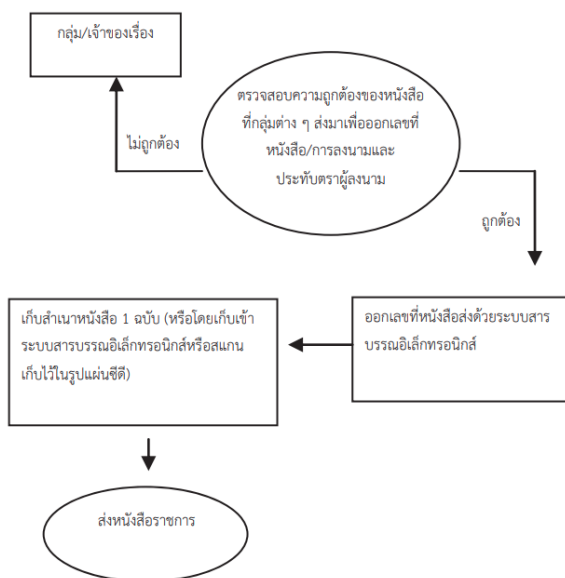 กลุ่ม/เจ้าของเรื่อง
ตรวจสอบความถูกต้องของหนังสือ
ที่กลุ่มต่าง ๆ ส่งมาเพื่อออกเลขที่
หนังสือ/การลงนามและ
ประทับตราผู้ลงนาม
ไม่ถูกต้อง
ถูกต้อง
ออกเลขที่หนังสือส่งด้วยระบบสาร
บรรณอิเล็กทรอนิกส์
เก็บสำเนาหนังสือ 1 ฉบับ (หรือโดยเก็บเข้า
ระบบสารบรรณอิเล็กทรอนิกส์หรือสแกน
เก็บไว้ในรูปแผ่นซีดี)
ส่งหนังสือราชการ